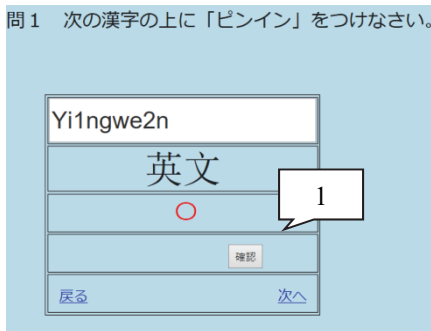 問1 次の漢字の上に「ピンイン」をつけなさい。
Yi1ngwe2n
英文
○
1
確認
戻る 次へ